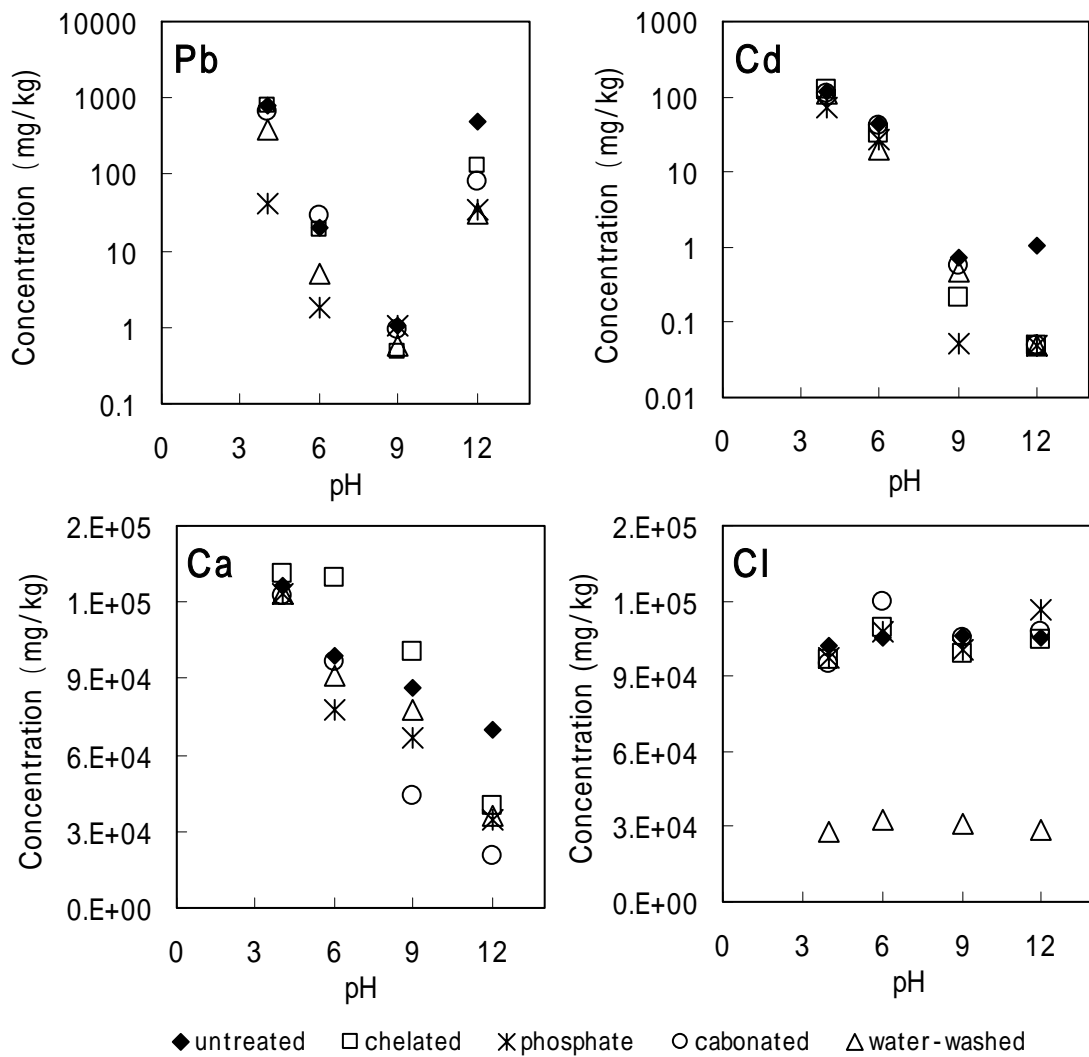 Pb
Concentration (mg/kg)
10000
1000
100
10
1
0.1
0 3 6 9 12
pH
Cd
Concentration (mg/kg)
1000
100
10
1
0.1
0.01
0 3 6 9 12
pH
Ca
Concentration (mg/kg)
2.E+05
1.E+05
9.E+04
6.E+04
3.E+04
0.E+00
0 3 6 9 12
pH
Cl
Concentration (mg/kg)
2.E+05
1.E+05
9.E+04
6.E+04
3.E+04
0.E+00
0 3 6 9 12
pH
untreated chelated phosphate cabonated water-washed